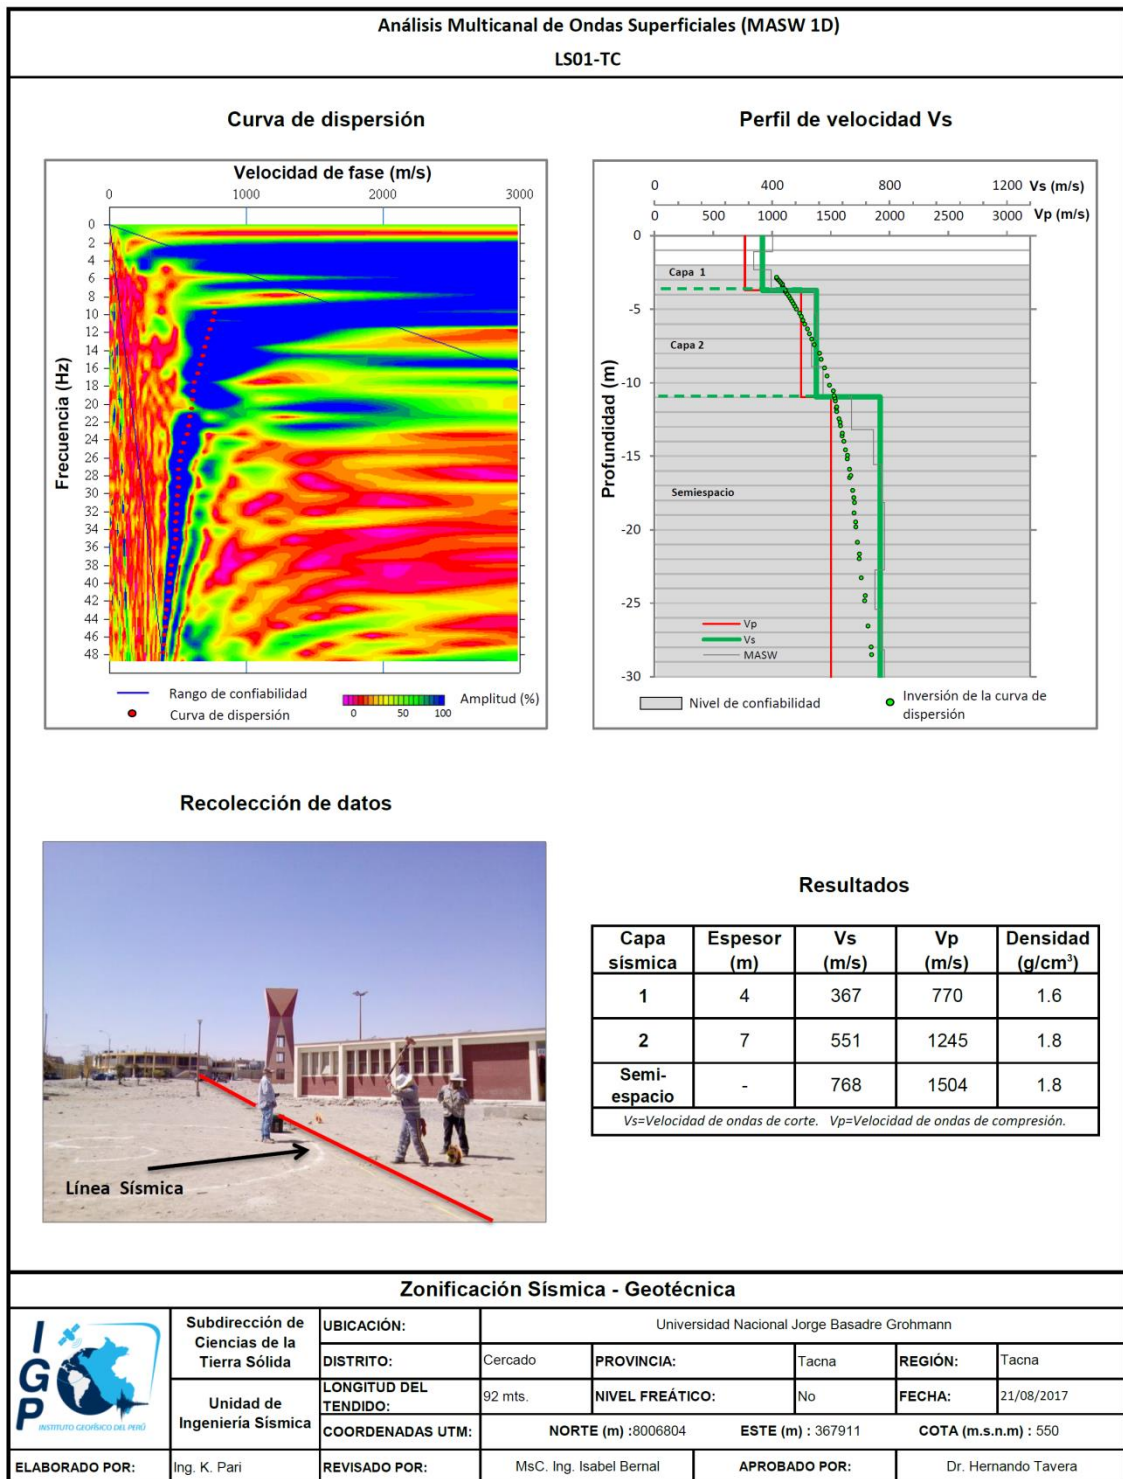 Análisis Multicanal de Ondas Superficiales (MASW 1D)
LS01-TC
Curva de dispersión
Velocidad de fase (m/s)
0 1000 2000 3000
Frecuencia (Hz)
0
2
4
6
8
10
12
14
16
18
20
22
24
26
28
30
32
34
36
38
40
42
44
46
48
Rango de confiabilidad
Curva de dispersión
Amplitud (%)
0 50 100
Perfil de velocidad Vs
0 400 800 1200 Vs (m/s)
0 500 1000 1500 2000 2500 3000 Vp (m/s)
Profundidad (m)
0
-5
-10
-15
-20
-25
-30
Capa 1
Capa 2
Semiespacio
Vp
Vs
MASW
Nivel de confiabilidad
Inversión de la curva de
dispersión
Recolección de datos
Línea Sísmica
Resultados
Capa sísmica Espesor (m) Vs (m/s) Vp (m/s) Densidad (g/cm³)
1 4 367 770 1.6
2 7 551 1245 1.8
Semi-espacio - 768 1504 1.8
Vs=Velocidad de ondas de corte. Vp=Velocidad de ondas de compresión.
Zonificación Sísmica - Geotécnica
IGP
INSTITUTO GEOFÍSICO DEL PERÚ
Subdirección de
Ciencias de la
Tierra Sólida
Unidad de
Ingeniería Sísmica
UBICACIÓN: Universidad Nacional Jorge Basadre Grohmann
DISTRITO: Cercado PROVINCIA: Tacna REGIÓN: Tacna
LONGITUD DEL TENDIDO: 92 mts. NIVEL FREÁTICO: No FECHA: 21/08/2017
COORDENADAS UTM: NORTE (m) :8006804 ESTE (m) : 367911 COTA (m.s.n.m) : 550
ELABORADO POR: Ing. K. Pari REVISADO POR: MsC. Ing. Isabel Bernal APROBADO POR: Dr. Hernando Tavera